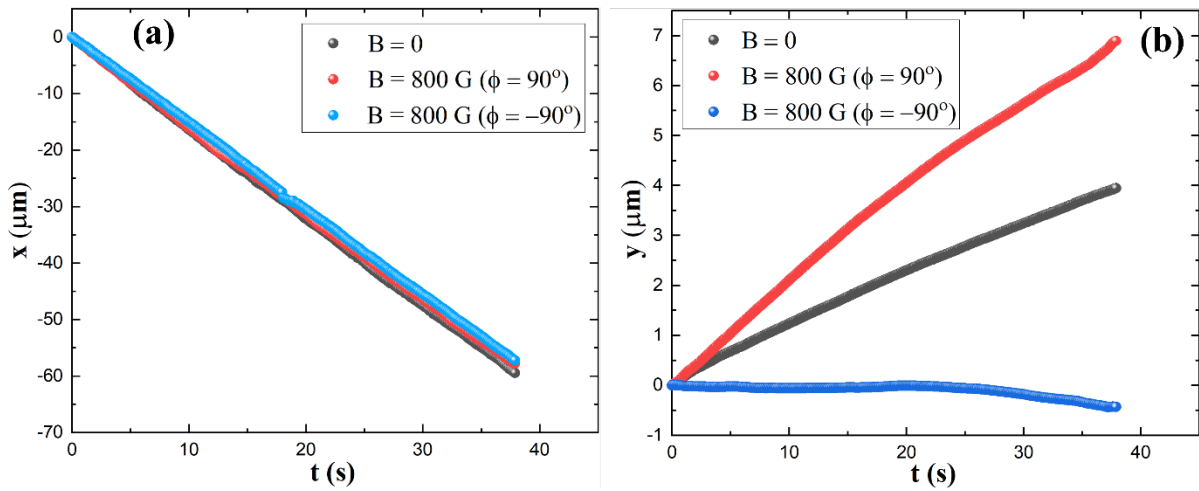 (a)
B = 0
B = 800 G (ϕ = 90°)
B = 800 G (ϕ = −90°)
0
-10
-20
-30
-40
-50
-60
-70
x (μm)
0 10 20 30 40
t (s)
(b)
B = 0
B = 800 G (ϕ = 90°)
B = 800 G (ϕ = −90°)
7
6
5
4
3
2
1
0
-1
y (μm)
0 10 20 30 40
t (s)